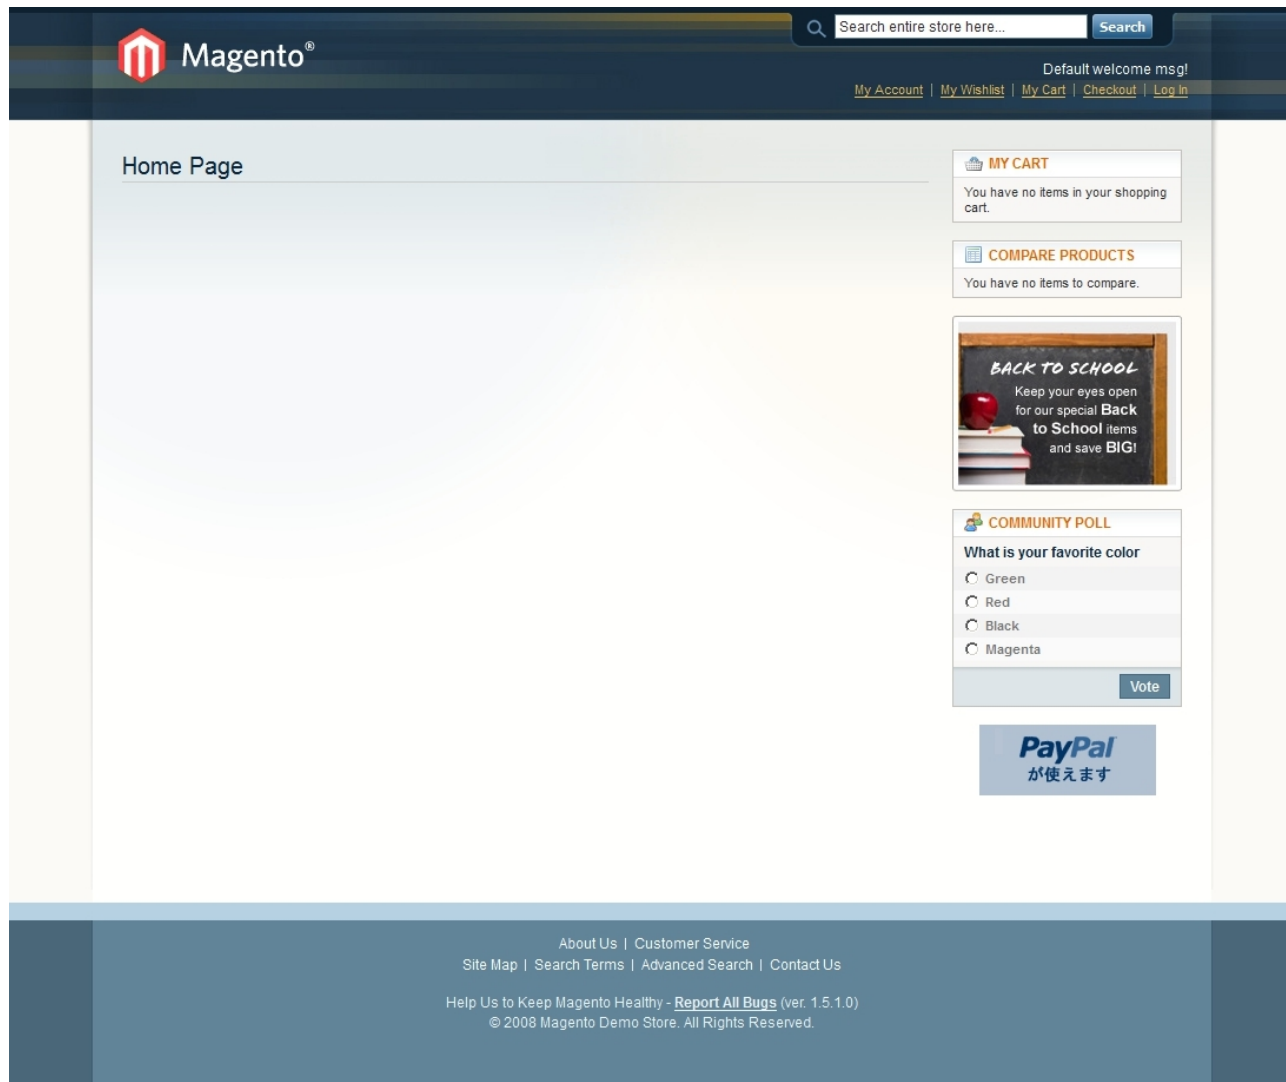 Magento®
Search entire store here...
Search
Default welcome msg!
My Account | My Wishlist | My Cart | Checkout | Log In
Home Page
MY CART
You have no items in your shopping
cart.
COMPARE PRODUCTS
You have no items to compare.
BACK TO SCHOOL
Keep your eyes open
for our special Back
to School items
and save BIG!
COMMUNITY POLL
What is your favorite color
Green
Red
Black
Magenta
Vote
PayPal
が使えます
About Us | Customer Service
Site Map | Search Terms | Advanced Search | Contact Us
Help Us to Keep Magento Healthy - Report All Bugs (ver. 1.5.1.0)
© 2008 Magento Demo Store. All Rights Reserved.